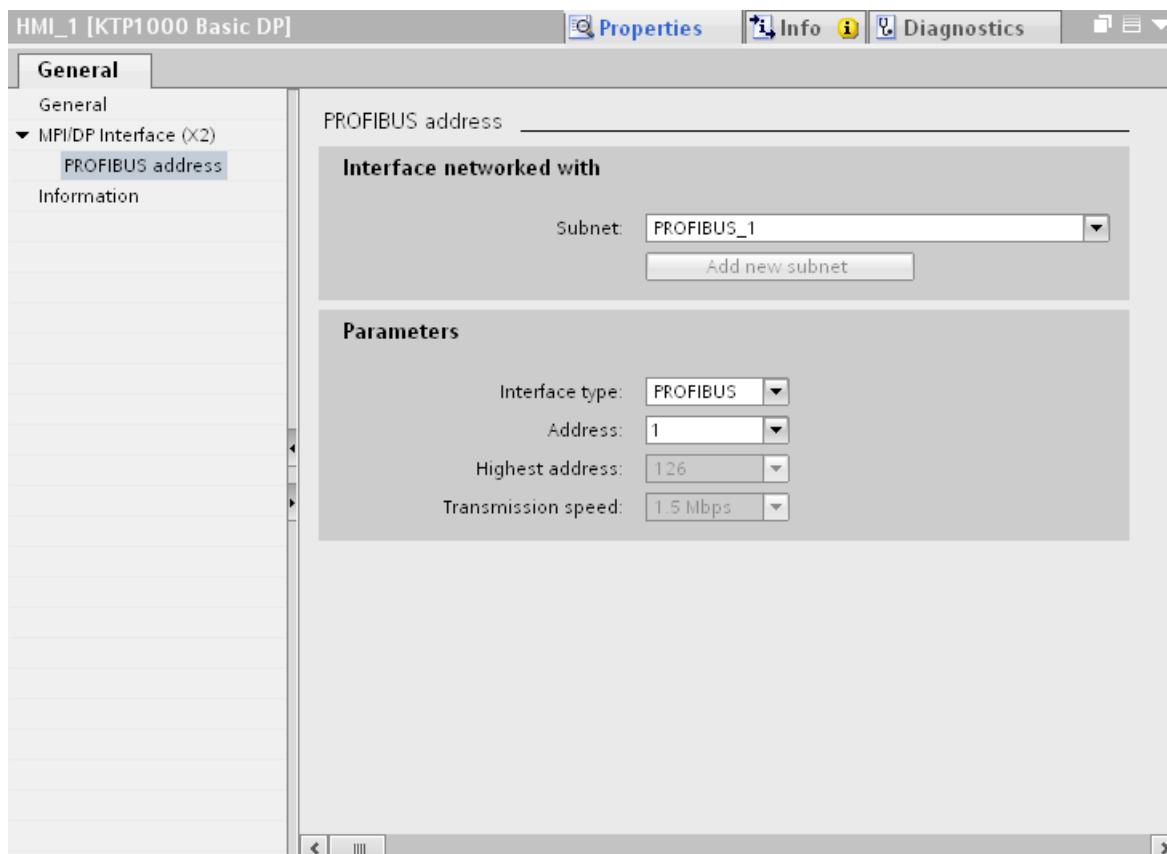 HMI_1 [KTP1000 Basic DP]
Properties
Info
Diagnostics
General
General
MPI/DP Interface (X2)
PROFIBUS address
Information
PROFIBUS address
Interface networked with
Subnet: PROFIBUS_1
Add new subnet
Parameters
Interface type: PROFIBUS
Address: 1
Highest address: 126
Transmission speed: 1.5 Mbps